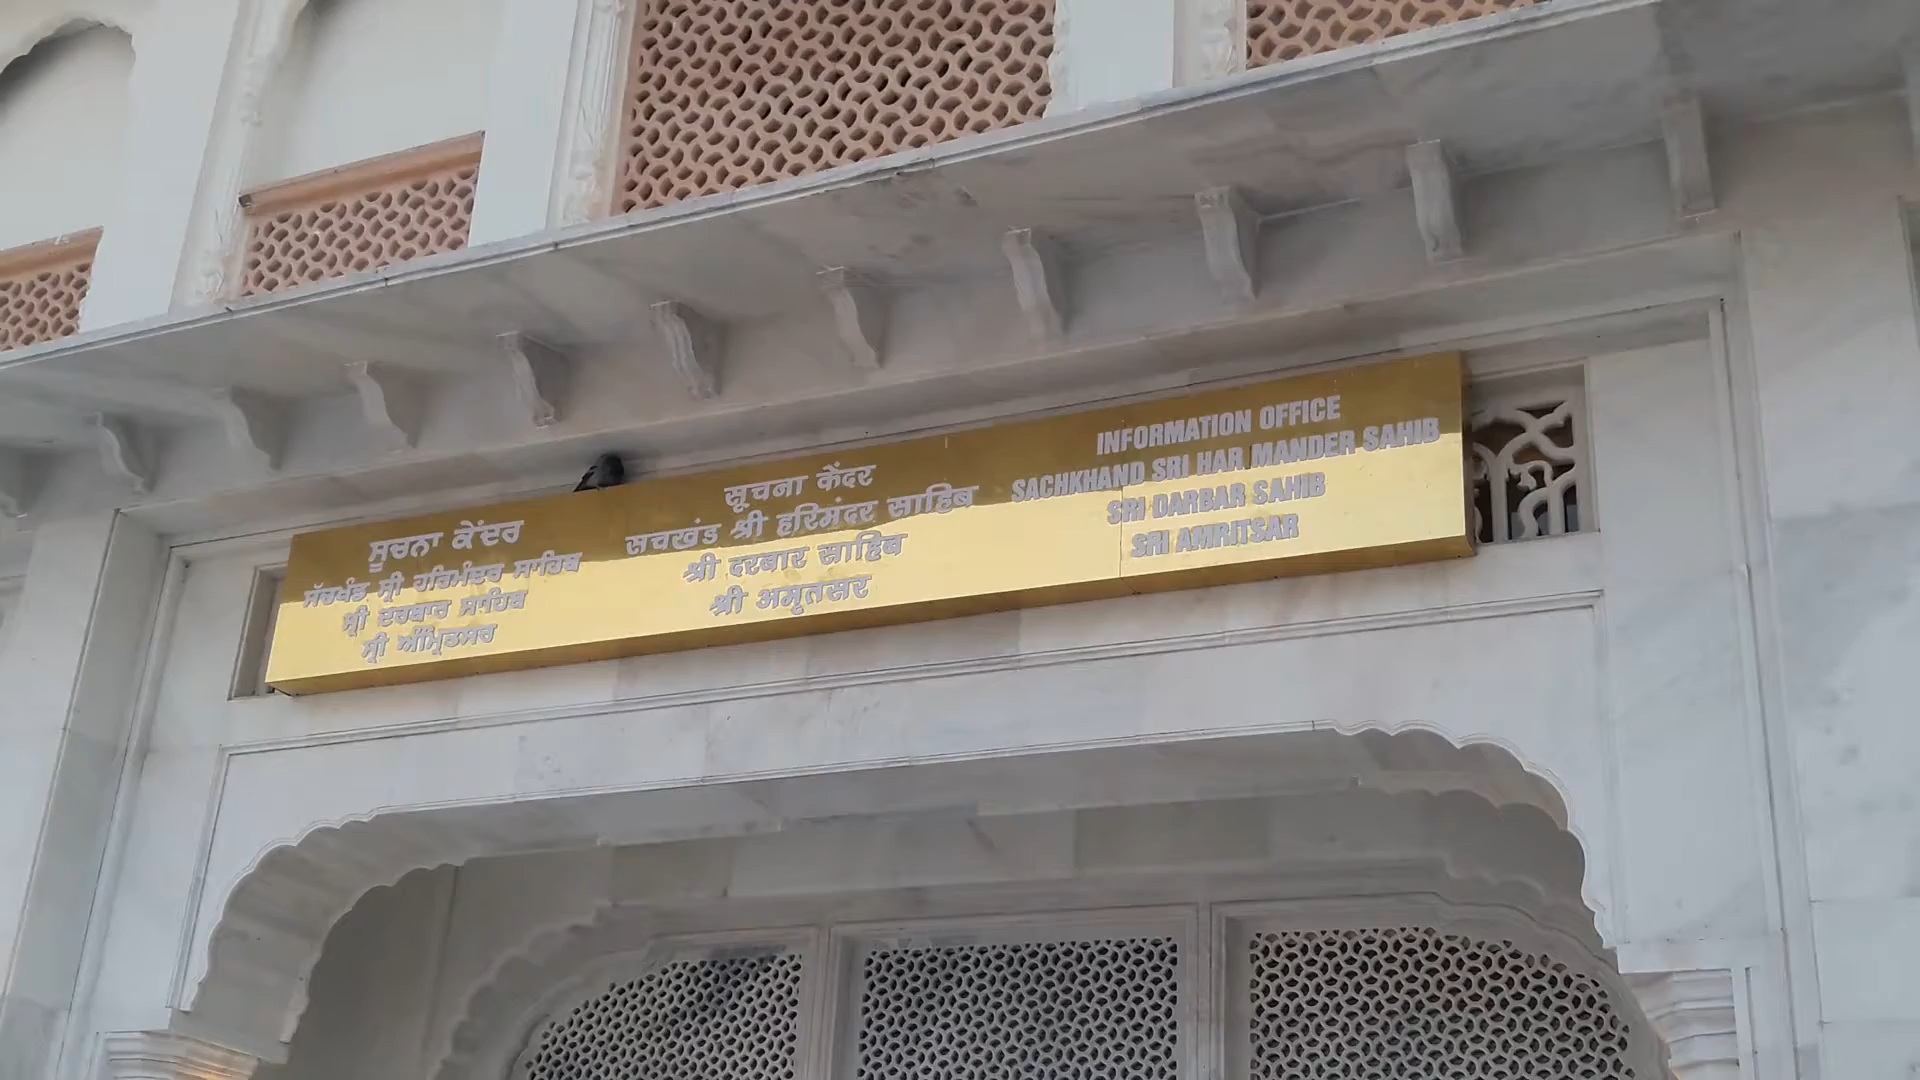 ਸੂਚਨਾ ਕੇਂਦਰ
ਸੱਚਖੰਡ ਸ੍ਰੀ ਹਰਿਮੰਦਰ ਸਾਹਿਬ
ਸ੍ਰੀ ਦਰਬਾਰ ਸਾਹਿਬ
ਸ੍ਰੀ ਅੰਮ੍ਰਿਤਸਰ
सूचना केंदर
सचखंड श्री हरिमंदर साहिब
श्री दरबार साहिब
श्री अमृतसर
INFORMATION OFFICE
SACHKHAND SRI HAR MANDER SAHIB
SRI DARBAR SAHIB
SRI AMRITSAR